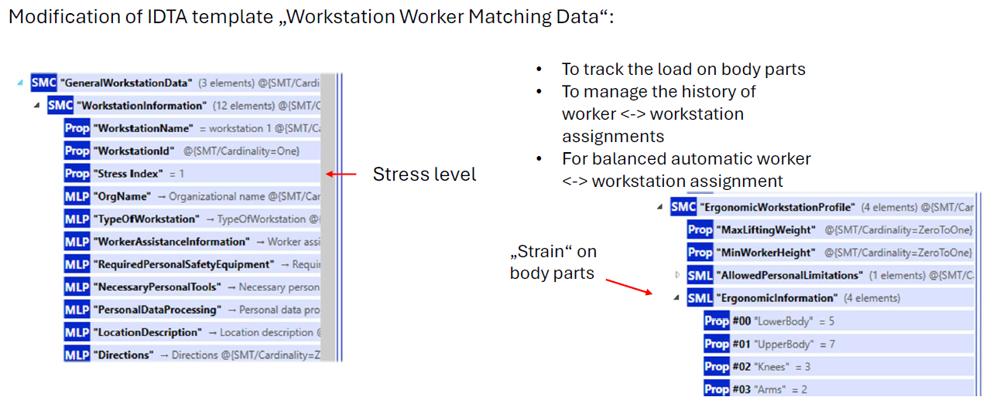 Modification of IDTA template „Workstation Worker Matching Data“:
SMC "GeneralWorkstationData" (3 elements) @{SMT/Cardi
SMC "WorkstationInformation" (12 elements) @{SMT/C
Prop "WorkstationName" = workstation 1 @{SMT/Ca
Prop "WorkstationId" @{SMT/Cardinality=One}
Prop "Stress Index" = 1
MLP "OrgName" → Organizational name @{SMT/Car
MLP "TypeOfWorkstation" → TypeOfWorkstation @{
MLP "WorkerAssistanceInformation" → Worker assi
MLP "RequiredPersonalSafetyEquipment" → Requir
MLP "NecessaryPersonalTools" → Necessary person
MLP "PersonalDataProcessing" → Personal data pro
MLP "LocationDescription" → Location description @
MLP "Directions" → Directions @{SMT/Cardinality=Z
Stress level
• To track the load on body parts
• To manage the history of
worker <-> workstation
assignments
• For balanced automatic worker
<-> workstation assignment
„Strain“ on
body parts
SMC "ErgonomicWorkstationProfile" (4 elements) @{SMT/Car
Prop "MaxLiftingWeight" @{SMT/Cardinality=ZeroToOne}
Prop "MinWorkerHeight" @{SMT/Cardinality=ZeroToOne}
SML "AllowedPersonalLimitations" (1 elements) @{SMT/C
SML "ErgonomicInformation" (4 elements)
Prop #00 "LowerBody" = 5
Prop #01 "UpperBody" = 7
Prop #02 "Knees" = 3
Prop #03 "Arms" = 2